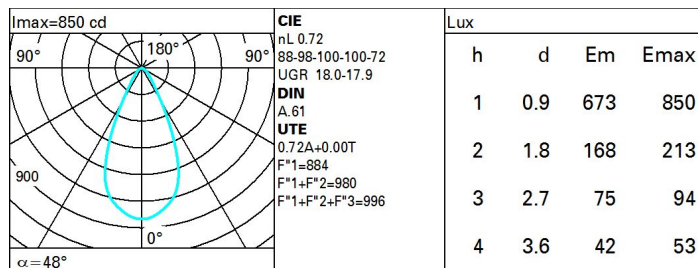 Imax=850 cd
90°
180°
90°
900
0°
α=48°
CIE
nL 0.72
88-98-100-100-72
UGR 18.0-17.9
DIN
A.61
UTE
0.72A+0.00T
F"1=884
F"1+F"2=980
F"1+F"2+F"3=996
Lux
h d Em Emax
1 0.9 673 850
2 1.8 168 213
3 2.7 75 94
4 3.6 42 53